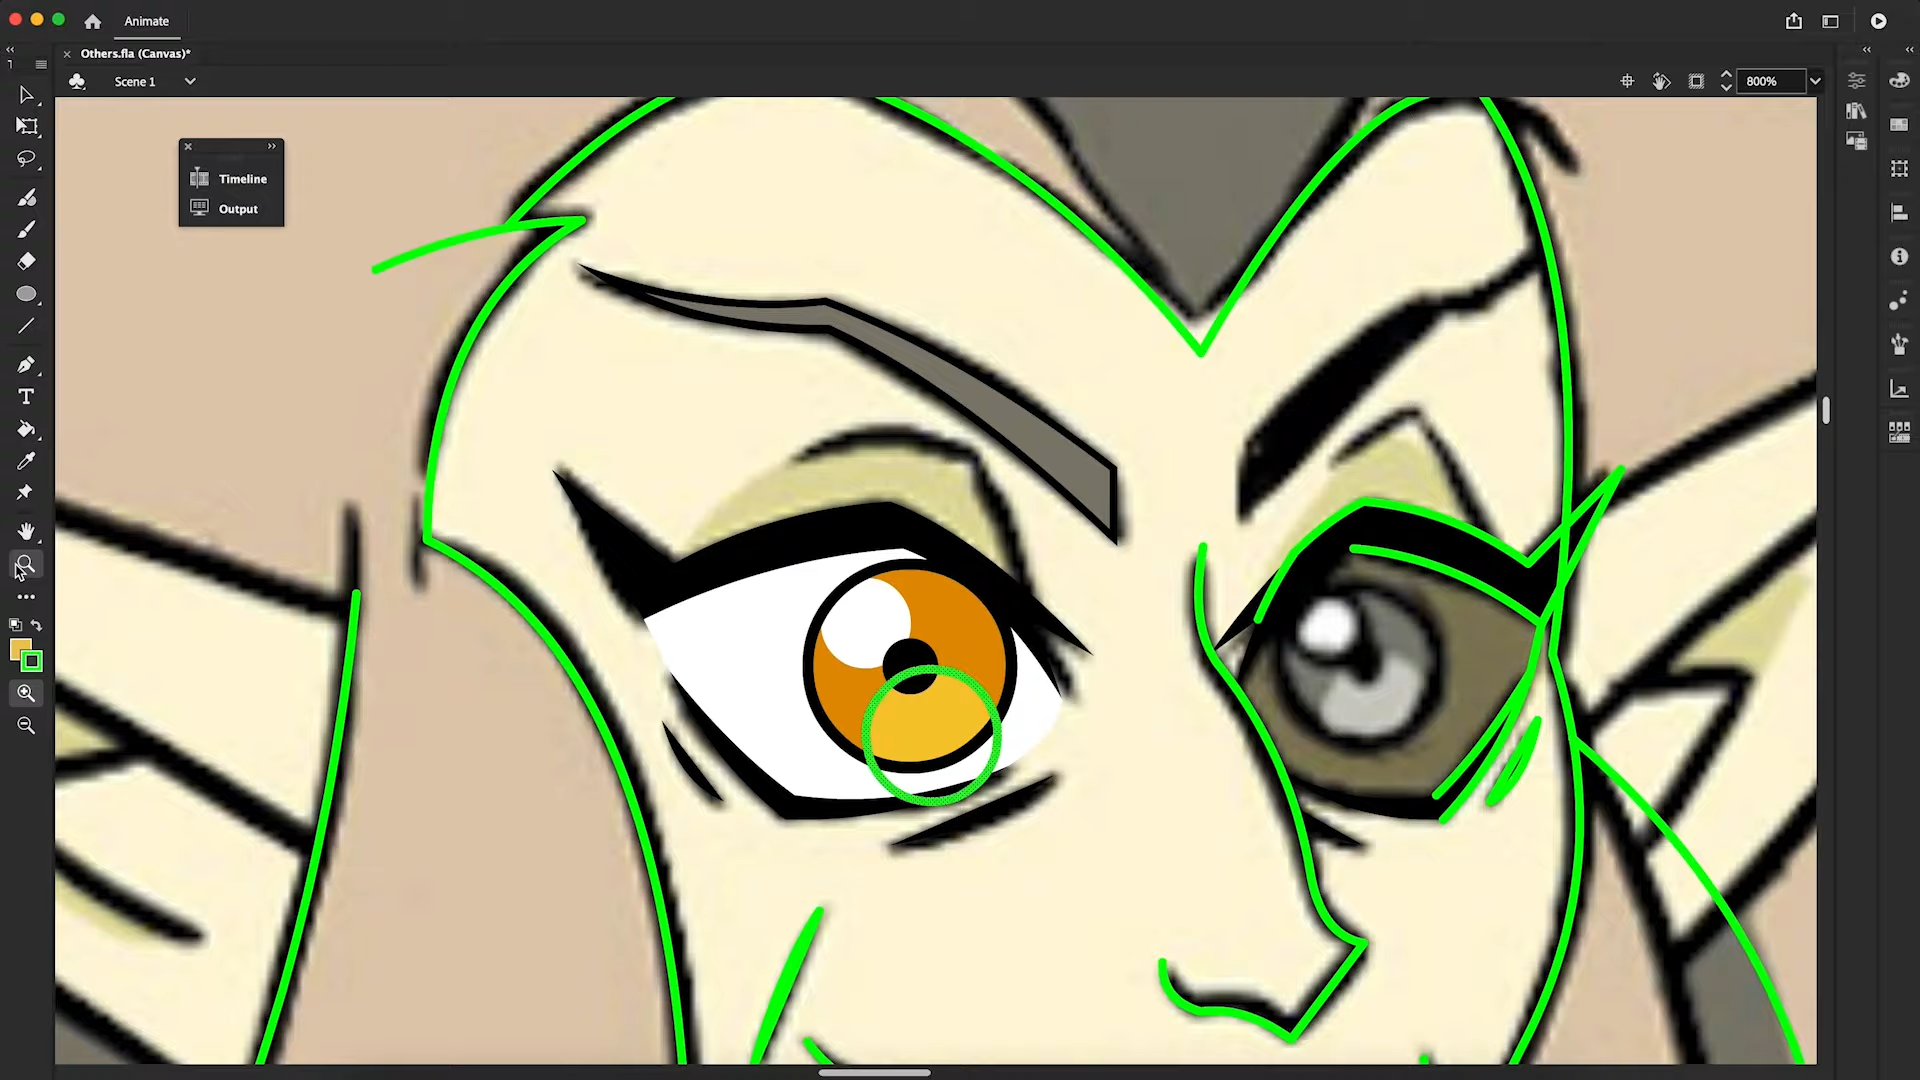 Animate
Others.fla (Canvas)*
Scene 1
800%
Timeline
Output